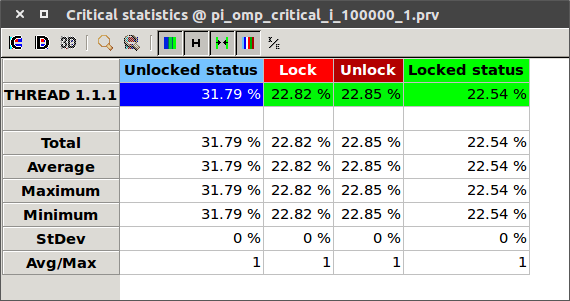 Critical statistics @ pi_omp_critical_i_100000_1.prv
3D
Unlocked status Lock Unlock Locked status
THREAD 1.1.1 31.79 % 22.82 % 22.85 % 22.54 %
Total 31.79 % 22.82 % 22.85 % 22.54 %
Average 31.79 % 22.82 % 22.85 % 22.54 %
Maximum 31.79 % 22.82 % 22.85 % 22.54 %
Minimum 31.79 % 22.82 % 22.85 % 22.54 %
StDev 0 % 0 % 0 % 0 %
Avg/Max 1 1 1 1